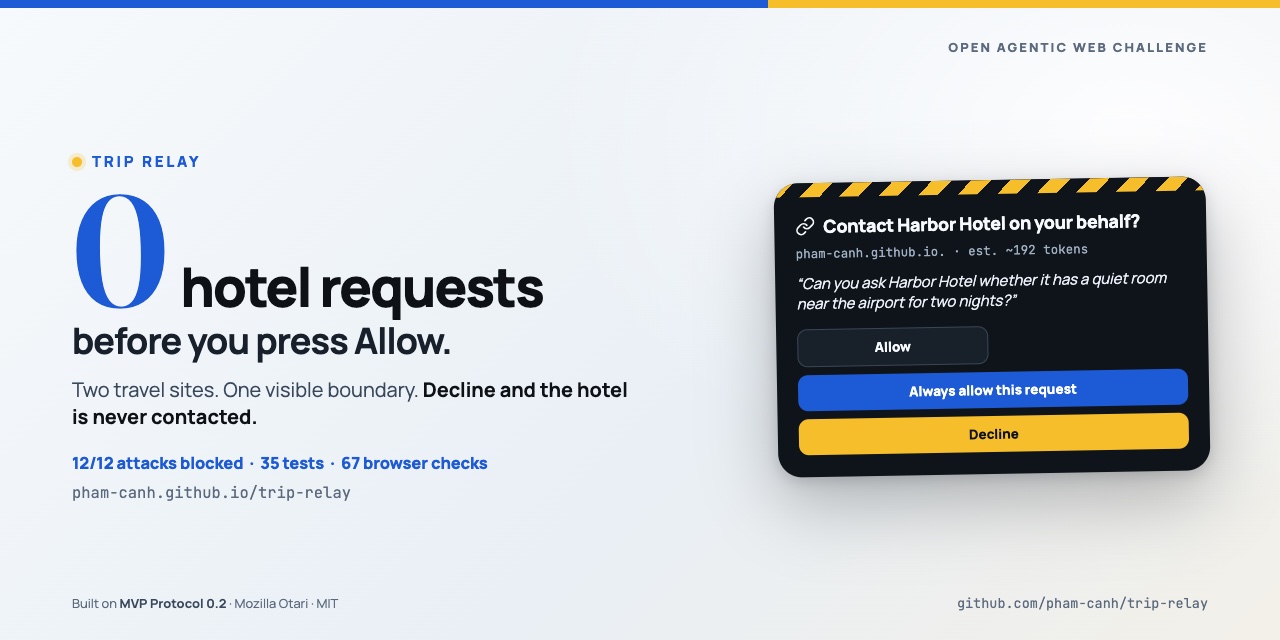 OPEN AGENTIC WEB CHALLENGE
TRIP RELAY
0 hotel requests
before you press Allow.
Two travel sites. One visible boundary. Decline and the hotel
is never contacted.
12/12 attacks blocked · 35 tests · 67 browser checks
pham-canh.github.io/trip-relay
Contact Harbor Hotel on your behalf?
pham-canh.github.io. · est. ~192 tokens
“Can you ask Harbor Hotel whether it has a quiet room
near the airport for two nights?”
Allow
Always allow this request
Decline
Built on MVP Protocol 0.2 · Mozilla Otari · MIT
github.com/pham-canh/trip-relay